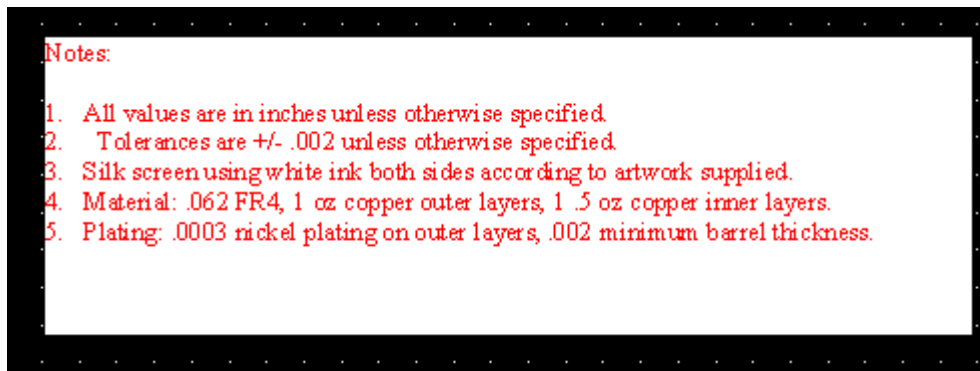 Notes:
1. All values are in inches unless otherwise specified.
2. Tolerances are +/- .002 unless otherwise specified.
3. Silk screen using white ink both sides according to artwork supplied.
4. Material: .062 FR4, 1 oz copper outer layers, 1 .5 oz copper inner layers.
5. Plating: .0003 nickel plating on outer layers, .002 minimum barrel thickness.